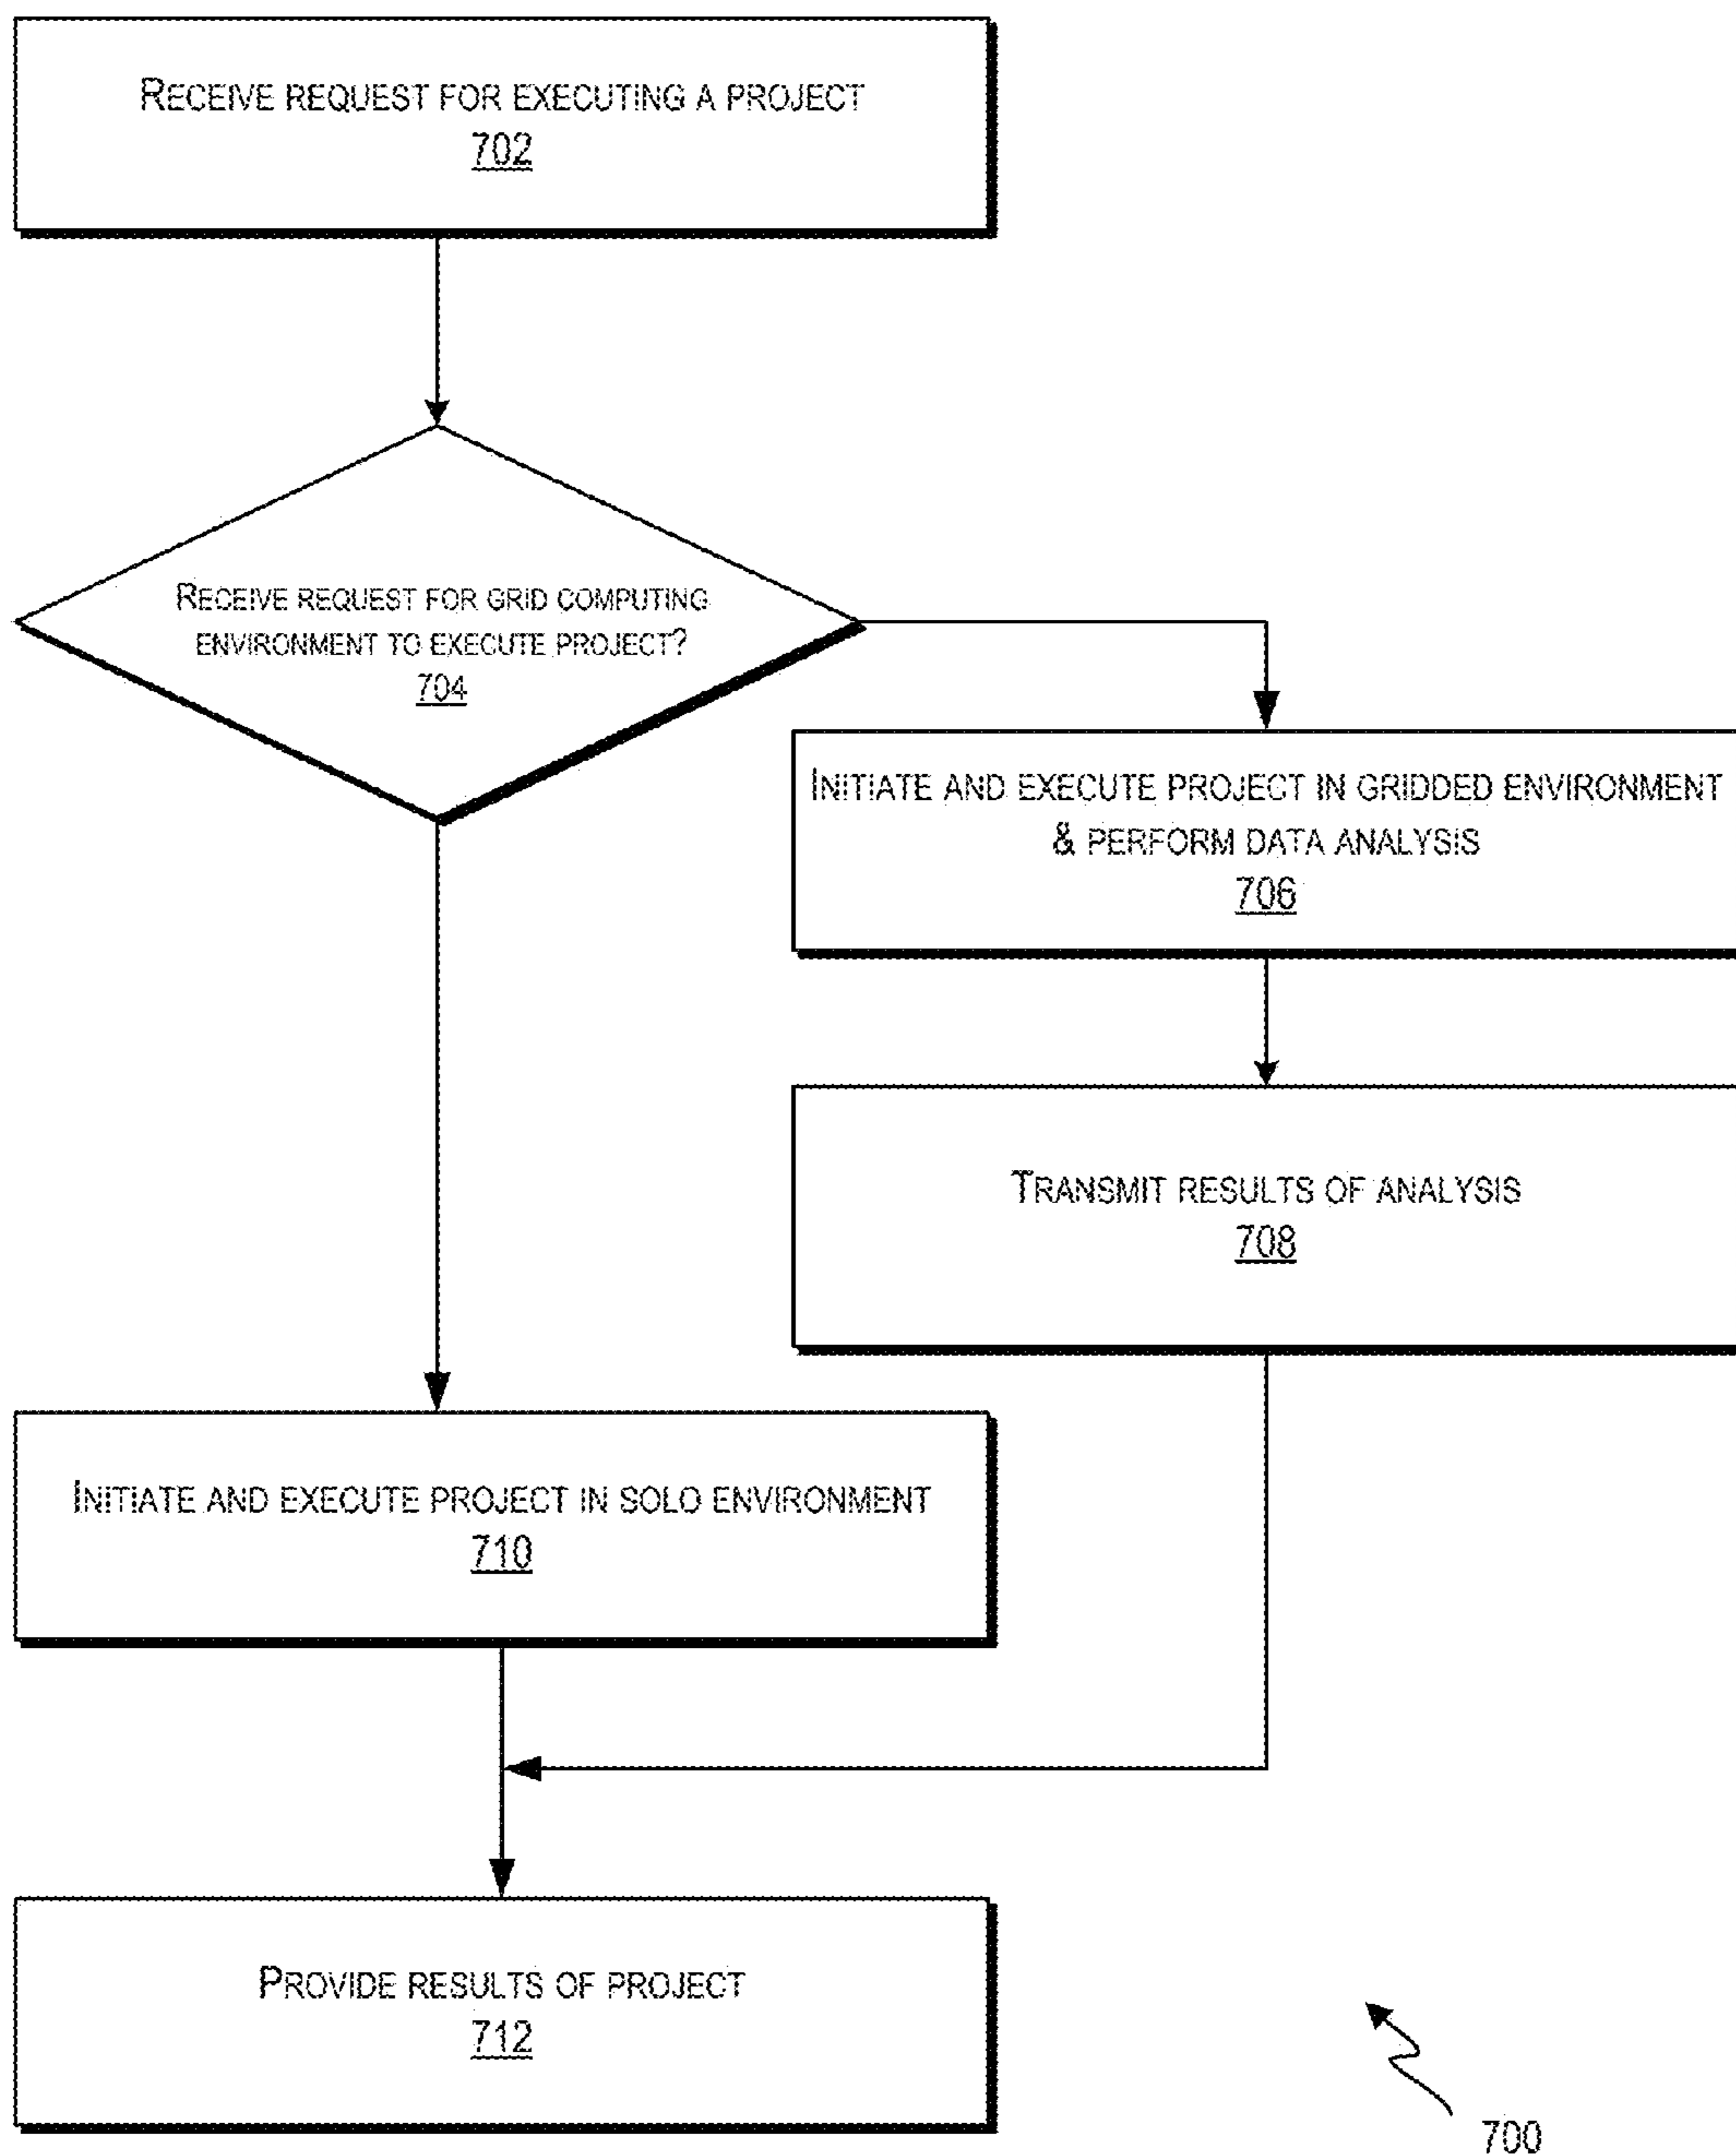 RECEIVE REQUEST FOR EXECUTING A PROJECT
702
RECEIVE REQUEST FOR GRID COMPUTING
ENVIRONMENT TO EXECUTE PROJECT?
704
INITIATE AND EXECUTE PROJECT IN GRIDDED ENVIRONMENT
& PERFORM DATA ANALYSIS
706
TRANSMIT RESULTS OF ANALYSIS
708
INITIATE AND EXECUTE PROJECT IN SOLO ENVIRONMENT
710
PROVIDE RESULTS OF PROJECT
712
700